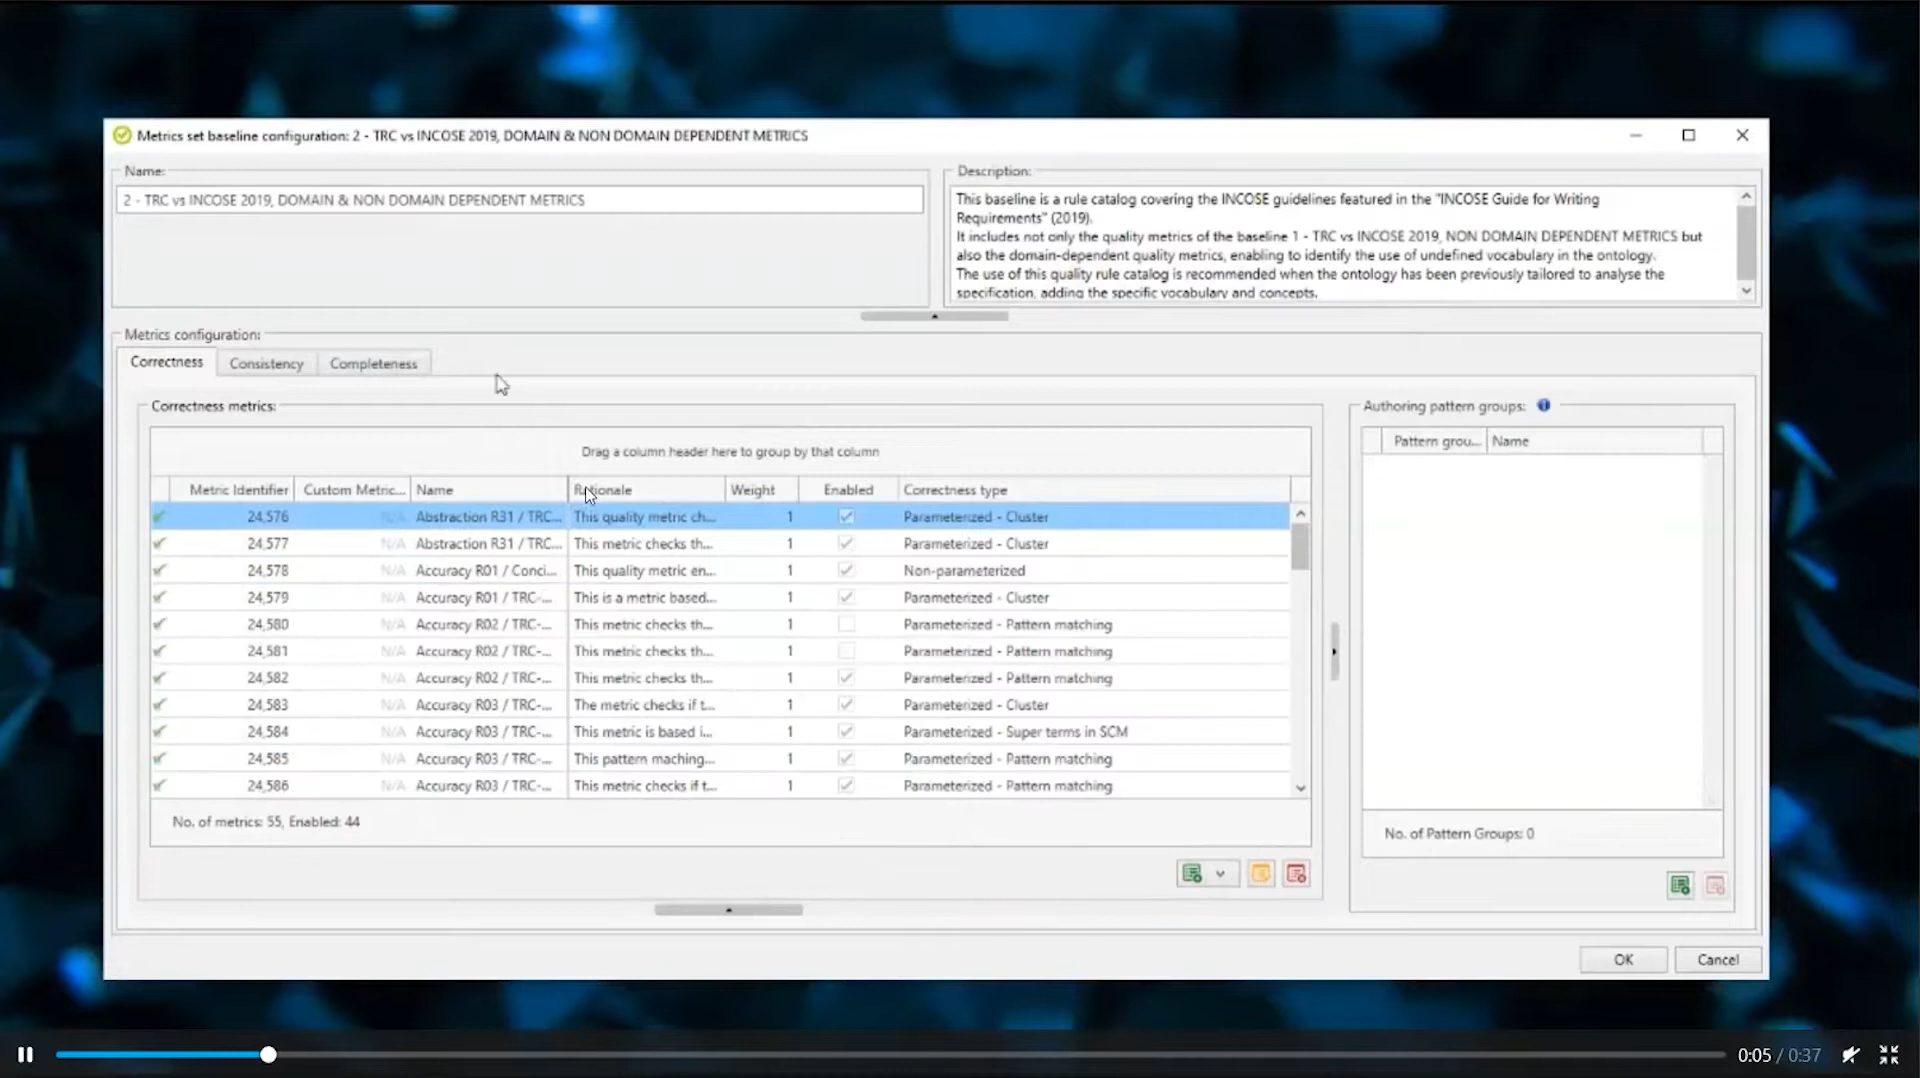 Metrics set baseline configuration: 2 - TRC vs INCOSE 2019, DOMAIN & NON DOMAIN DEPENDENT METRICS
Name:
2 - TRC vs INCOSE 2019, DOMAIN & NON DOMAIN DEPENDENT METRICS
Description:
This baseline is a rule catalog covering the INCOSE guidelines featured in the "INCOSE Guide for Writing
Requirements" (2019).
It includes not only the quality metrics of the baseline 1 - TRC vs INCOSE 2019, NON DOMAIN DEPENDENT METRICS but
also the domain-dependent quality metrics, enabling to identify the use of undefined vocabulary in the ontology.
The use of this quality rule catalog is recommended when the ontology has been previously tailored to analyse the
specification, adding the specific vocabulary and concepts.
Metrics configuration:
Correctness Consistency Completeness
Correctness metrics:
Drag a column header here to group by that column
Metric Identifier Custom Metric... Name Rationale Weight Enabled Correctness type
24,576 N/A Abstraction R31 / TRC... This quality metric ch... 1 Parameterized - Cluster
24,577 N/A Abstraction R31 / TRC... This metric checks th... 1 Parameterized - Cluster
24,578 N/A Accuracy R01 / Conci... This quality metric en... 1 Non-parameterized
24,579 N/A Accuracy R01 / TRC-... This is a metric based... 1 Parameterized - Cluster
24,580 N/A Accuracy R02 / TRC-... This metric checks th... 1 Parameterized - Pattern matching
24,581 N/A Accuracy R02 / TRC-... This metric checks th... 1 Parameterized - Pattern matching
24,582 N/A Accuracy R02 / TRC-... This metric checks th... 1 Parameterized - Pattern matching
24,583 N/A Accuracy R03 / TRC-... The metric checks if t... 1 Parameterized - Cluster
24,584 N/A Accuracy R03 / TRC-... This metric is based i... 1 Parameterized - Super terms in SCM
24,585 N/A Accuracy R03 / TRC-... This pattern maching... 1 Parameterized - Pattern matching
24,586 N/A Accuracy R03 / TRC-... This metric checks if t... 1 Parameterized - Pattern matching
No. of metrics: 55, Enabled: 44
Authoring pattern groups:
Pattern grou... Name
No. of Pattern Groups: 0
OK Cancel
0:05 / 0:37